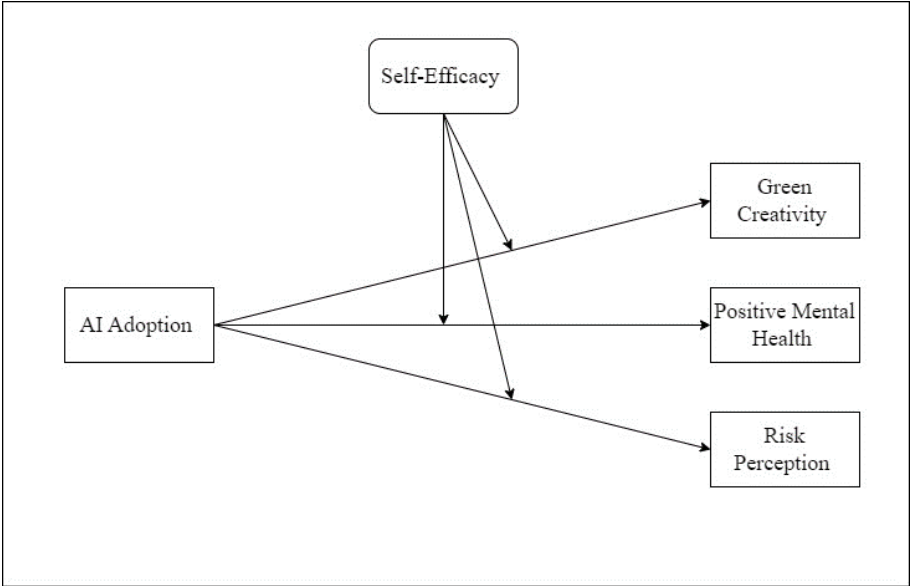 Self-Efficacy
Green
Creativity
AI Adoption
Positive Mental
Health
Risk
Perception